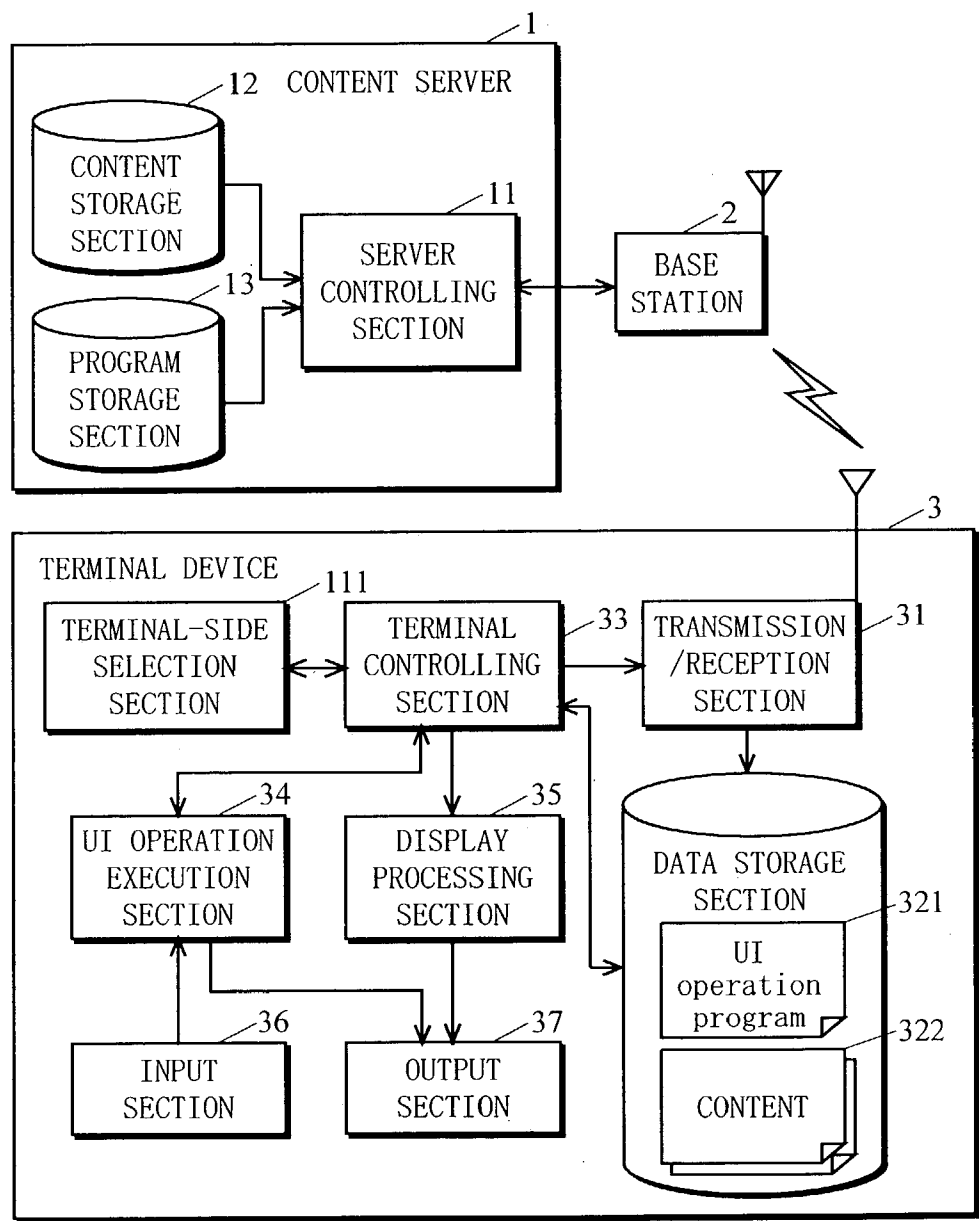 1
12
CONTENT SERVER
CONTENT
STORAGE
SECTION
11
SERVER
CONTROLLING
SECTION
2
BASE
STATION
13
PROGRAM
STORAGE
SECTION
3
TERMINAL DEVICE
111
TERMINAL-SIDE
SELECTION
SECTION
33
TERMINAL
CONTROLLING
SECTION
31
TRANSMISSION
/RECEPTION
SECTION
34
UI OPERATION
EXECUTION
SECTION
35
DISPLAY
PROCESSING
SECTION
DATA STORAGE
SECTION
321
UI
operation
program
36
INPUT
SECTION
37
OUTPUT
SECTION
322
CONTENT